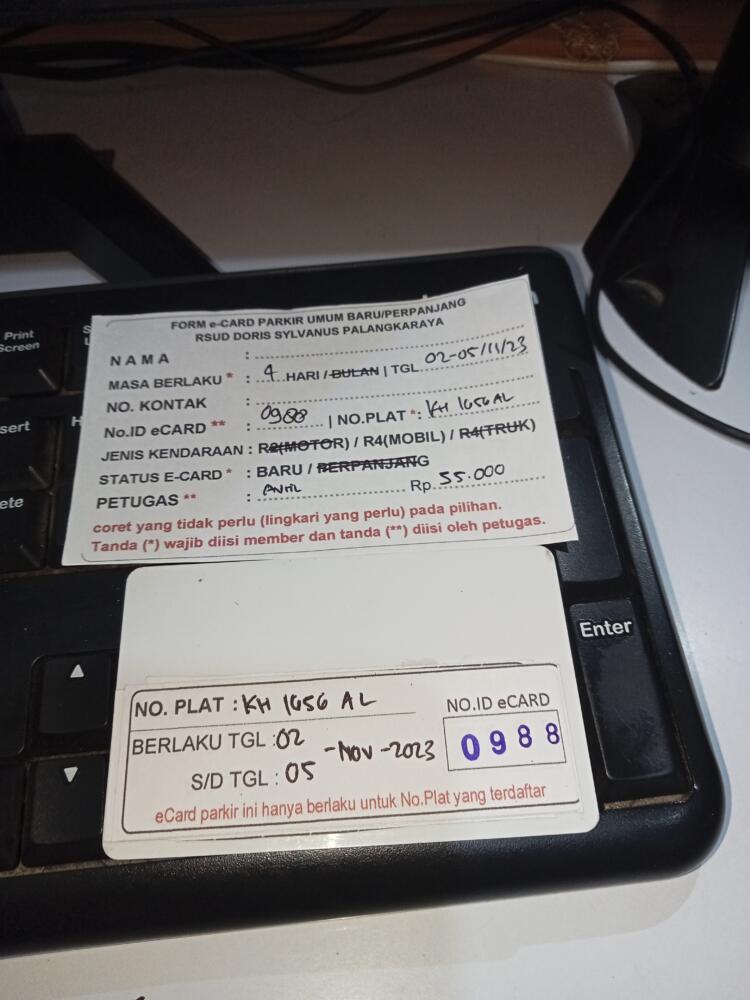 Print
Screen
FORM e-CARD PARKIR UMUM BARU/PERPANJANG
RSUD DORIS SYLVANUS PALANGKARAYA
NAMA :
MASA BERLAKU * : 4 HARI / BULAN | TGL 02-05/11/23
NO. KONTAK :
No.ID eCARD ** : 0988 | NO.PLAT *: KH 1656 AL
JENIS KENDARAAN : R2(MOTOR) / R4(MOBIL) / R4(TRUK)
STATUS E-CARD * : BARU / BERPANJANG
PETUGAS ** : Rp. 55.000
coret yang tidak perlu (lingkari yang perlu) pada pilihan.
Tanda (*) wajib diisi member dan tanda (**) diisi oleh petugas.
Enter
NO. PLAT : KH 1656 AL
NO.ID eCARD
BERLAKU TGL : 02 -Nov -2023
0988
S/D TGL : 05
eCard parkir ini hanya berlaku untuk No.Plat yang terdaftar